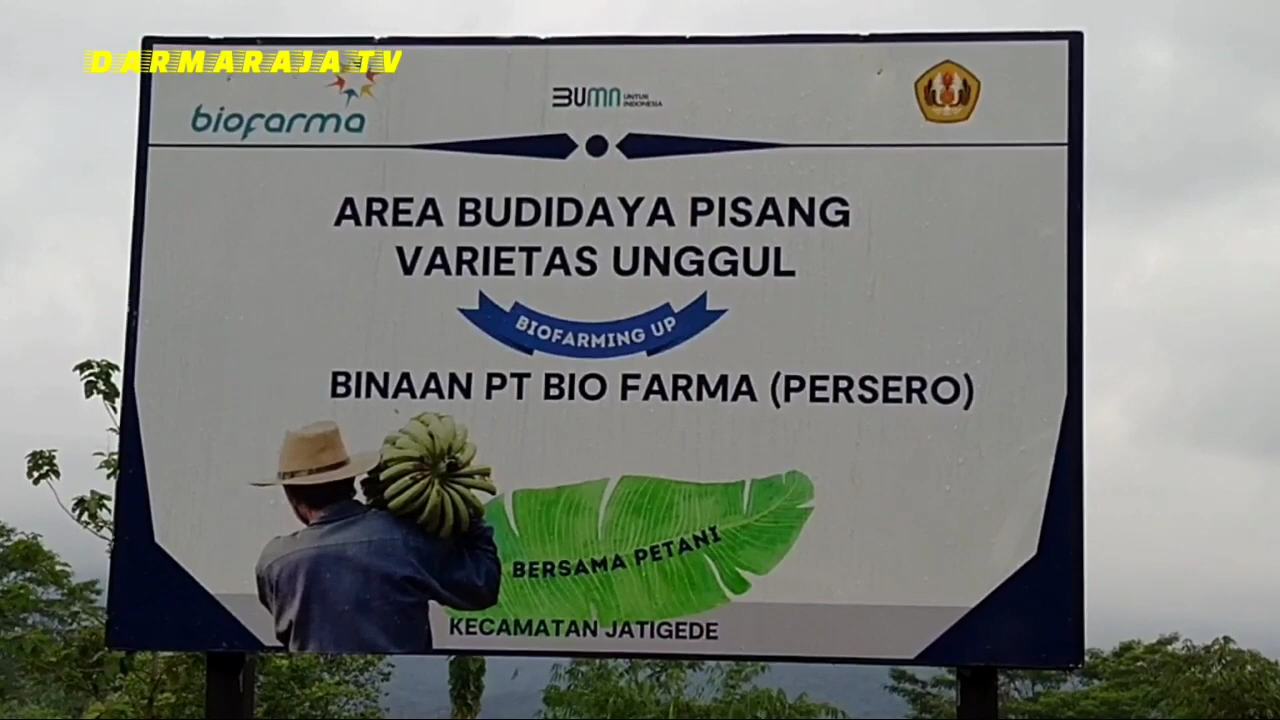 DARMARAJA TV
biofarma
BUMN UNTUK INDONESIA
AREA BUDIDAYA PISANG
VARIETAS UNGGUL
BIOFARMING UP
BINAAN PT BIO FARMA (PERSERO)
BERSAMA PETANI
KECAMATAN JATIGEDE